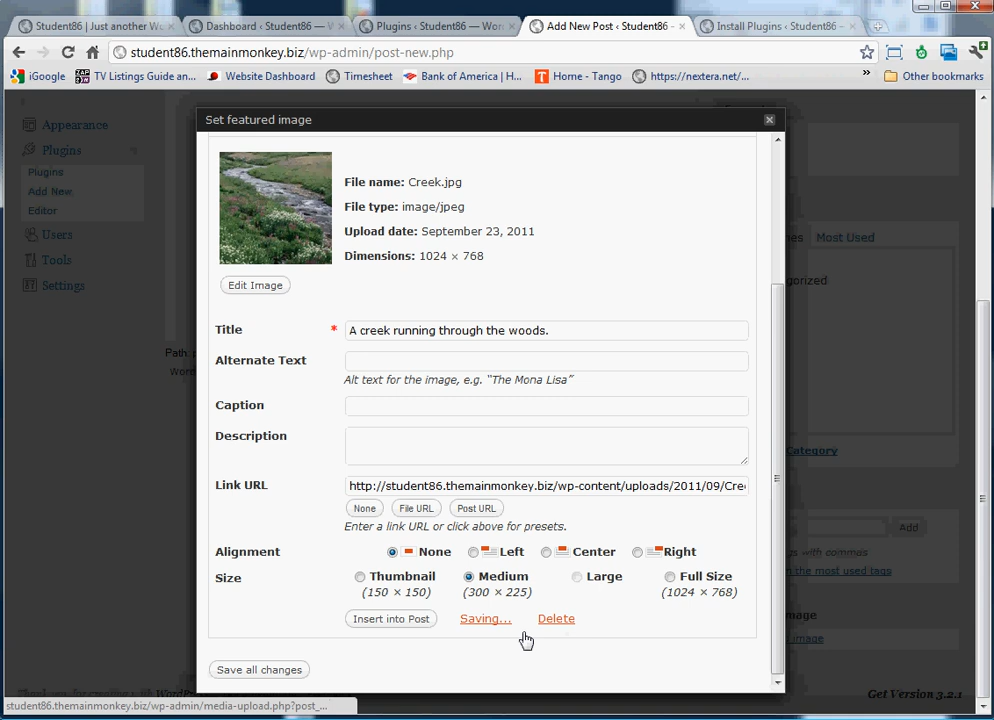 Student86 | Just another Wo
Dashboard ‹ Student86 — W
Plugins ‹ Student86 — Wor
Add New Post ‹ Student86 -
Install Plugins ‹ Student86 —
student86.themainmonkey.biz/wp-admin/post-new.php
iGoogle
TV Listings Guide an...
Website Dashboard
Timesheet
Bank of America | H...
Home - Tango
https://nextera.net/...
»
Other bookmarks
Appearance
Plugins
Plugins
Add New
Editor
Users
Tools
Settings
Set featured image
File name: Creek.jpg
File type: image/jpeg
Upload date: September 23, 2011
Dimensions: 1024 × 768
Edit Image
Title * A creek running through the woods.
Alternate Text
Alt text for the image, e.g. “The Mona Lisa”
Caption
Description
Link URL http://student86.themainmonkey.biz/wp-content/uploads/2011/09/Cre
None File URL Post URL
Enter a link URL or click above for presets.
Alignment None Left Center Right
Size Thumbnail Medium Large Full Size
(150 × 150) (300 × 225) (1024 × 768)
Insert into Post Saving... Delete
Save all changes
Most Used
gorized
Category
Add
gs with commas
n the most used tags
mage
image
Path:
Get Version 3.2.1
student86.themainmonkey.biz/wp-admin/media-upload.php?post_...